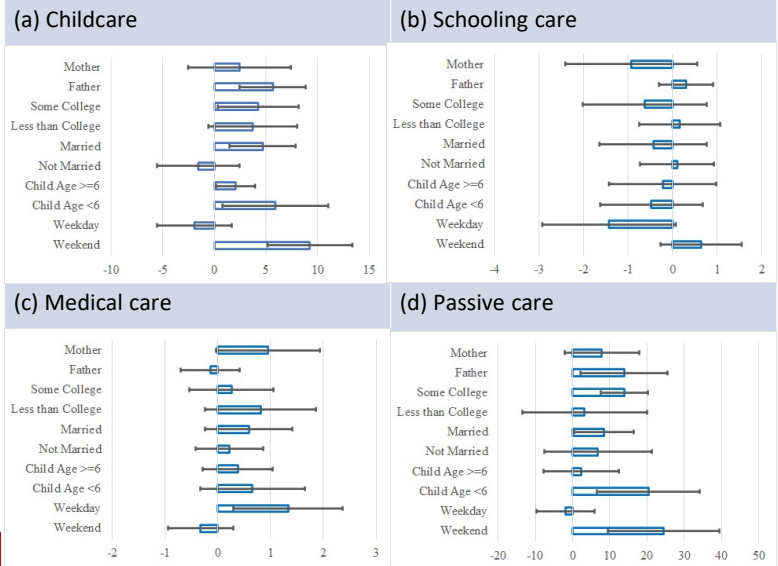 (a) Childcare
Mother
Father
Some College
Less than College
Married
Not Married
Child Age >=6
Child Age <6
Weekday
Weekend
-10 -5 0 5 10 15
(b) Schooling care
Mother
Father
Some College
Less than College
Married
Not Married
Child Age >=6
Child Age <6
Weekday
Weekend
-4 -3 -2 -1 0 1 2
(c) Medical care
Mother
Father
Some College
Less than College
Married
Not Married
Child Age >=6
Child Age <6
Weekday
Weekend
-2 -1 0 1 2 3
(d) Passive care
Mother
Father
Some College
Less than College
Married
Not Married
Child Age >=6
Child Age <6
Weekday
Weekend
-20 -10 0 10 20 30 40 50